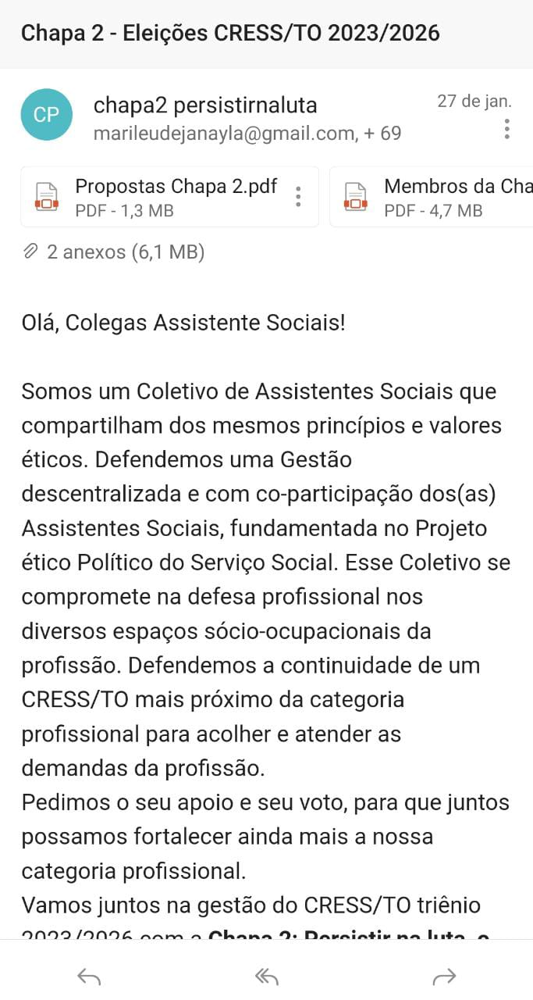 Chapa 2 - Eleições CRESS/TO 2023/2026
CP
chapa2 persistirnaluta
27 de jan.
marileudejanayla@gmail.com, + 69
Propostas Chapa 2.pdf
PDF - 1,3 MB
Membros da Cha
PDF - 4,7 MB
2 anexos (6,1 MB)
Olá, Colegas Assistente Sociais!
Somos um Coletivo de Assistentes Sociais que
compartilham dos mesmos princípios e valores
éticos. Defendemos uma Gestão
descentralizada e com co-participação dos(as)
Assistentes Sociais, fundamentada no Projeto
ético Político do Serviço Social. Esse Coletivo se
compromete na defesa profissional nos
diversos espaços sócio-ocupacionais da
profissão. Defendemos a continuidade de um
CRESS/TO mais próximo da categoria
profissional para acolher e atender as
demandas da profissão.
Pedimos o seu apoio e seu voto, para que juntos
possamos fortalecer ainda mais a nossa
categoria profissional.
Vamos juntos na gestão do CRESS/TO triênio
2023/2026 com a Chapa 2: Persistir na luta, e